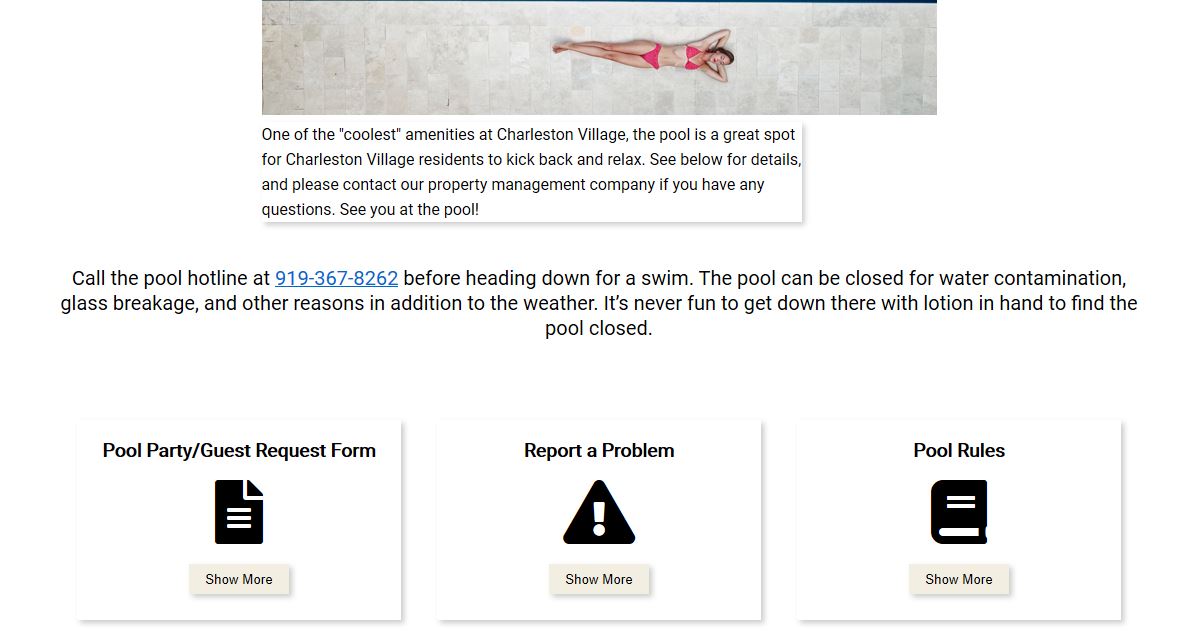 One of the "coolest" amenities at Charleston Village, the pool is a great spot
for Charleston Village residents to kick back and relax. See below for details,
and please contact our property management company if you have any
questions. See you at the pool!
Call the pool hotline at 919-367-8262 before heading down for a swim. The pool can be closed for water contamination,
glass breakage, and other reasons in addition to the weather. It’s never fun to get down there with lotion in hand to find the
pool closed.
Pool Party/Guest Request Form
Show More
Report a Problem
Show More
Pool Rules
Show More